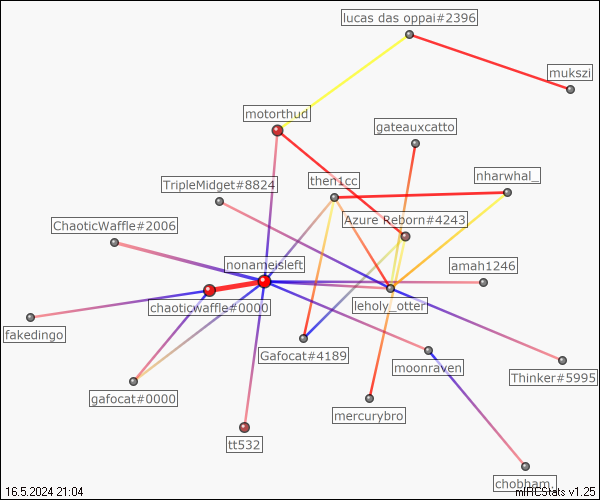 lucas das oppai#2396
mukszi
motorthud
gateauxcatto
nharwhal_
then1cc
TripleMidget#8824
Azure Reborn#4243
ChaoticWaffle#2006
nonameisleft
amah1246
chaoticwaffle#0000
leholy_otter
fakedingo
Gafocat#4189
moonraven
Thinker#5995
gafocat#0000
mercurybro
tt532
chobham.
16.5.2024 21:04
mIRCStats v1.25